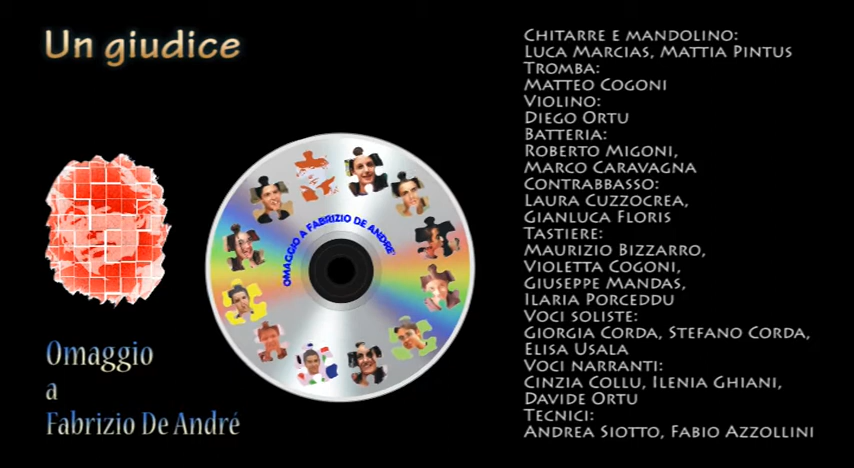 Un giudice
Omaggio
a
Fabrizio De André
OMAGGIO A FABRIZIO DE ANDRE'
Chitarre e mandolino:
Luca Marcias, Mattia Pintus
Tromba:
Matteo Cogoni
Violino:
Diego Ortu
Batteria:
Roberto Migoni,
Marco Caravagna
Contrabbasso:
Laura Cuzzocrea,
Gianluca Floris
Tastiere:
Maurizio Bizzarro,
Violetta Cogoni,
Giuseppe Mandas,
Ilaria Porceddu
Voci soliste:
Giorgia Corda, Stefano Corda,
Elisa Usala
Voci narranti:
Cinzia Collu, Ilenia Ghiani,
Davide Ortu
Tecnici:
Andrea Siotto, Fabio Azzollini